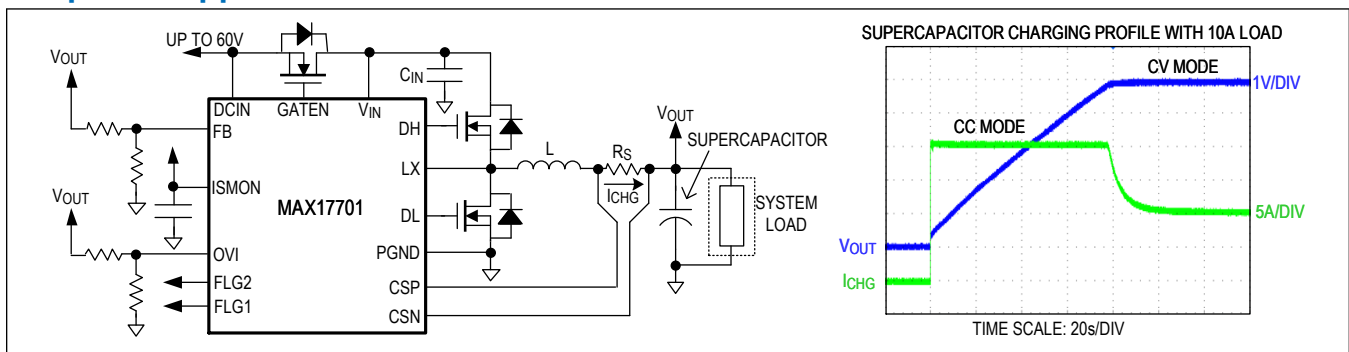 UP TO 60V
VOUT
CIN
DCIN
GATEN
VIN
FB
DH
VOUT
SUPERCAPACITOR
L
RS
LX
ISMON
ICHG
VOUT
MAX17701
SYSTEM
LOAD
DL
OVI
PGND
FLG2
CSP
FLG1
CSN
SUPERCAPACITOR CHARGING PROFILE WITH 10A LOAD
CV MODE
1V/DIV
CC MODE
5A/DIV
VOUT
ICHG
TIME SCALE: 20s/DIV